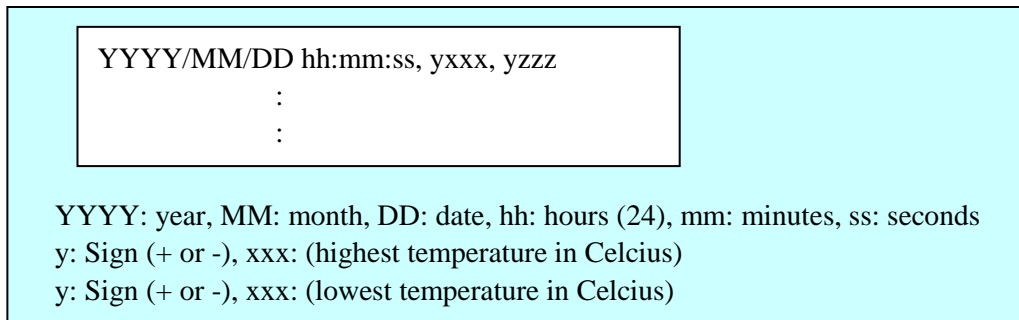 YYYY/MM/DD hh:mm:ss, yxxx, yzzz
:
:
YYYY: year, MM: month, DD: date, hh: hours (24), mm: minutes, ss: seconds
y: Sign (+ or -), xxx: (highest temperature in Celcius)
y: Sign (+ or -), xxx: (lowest temperature in Celcius)